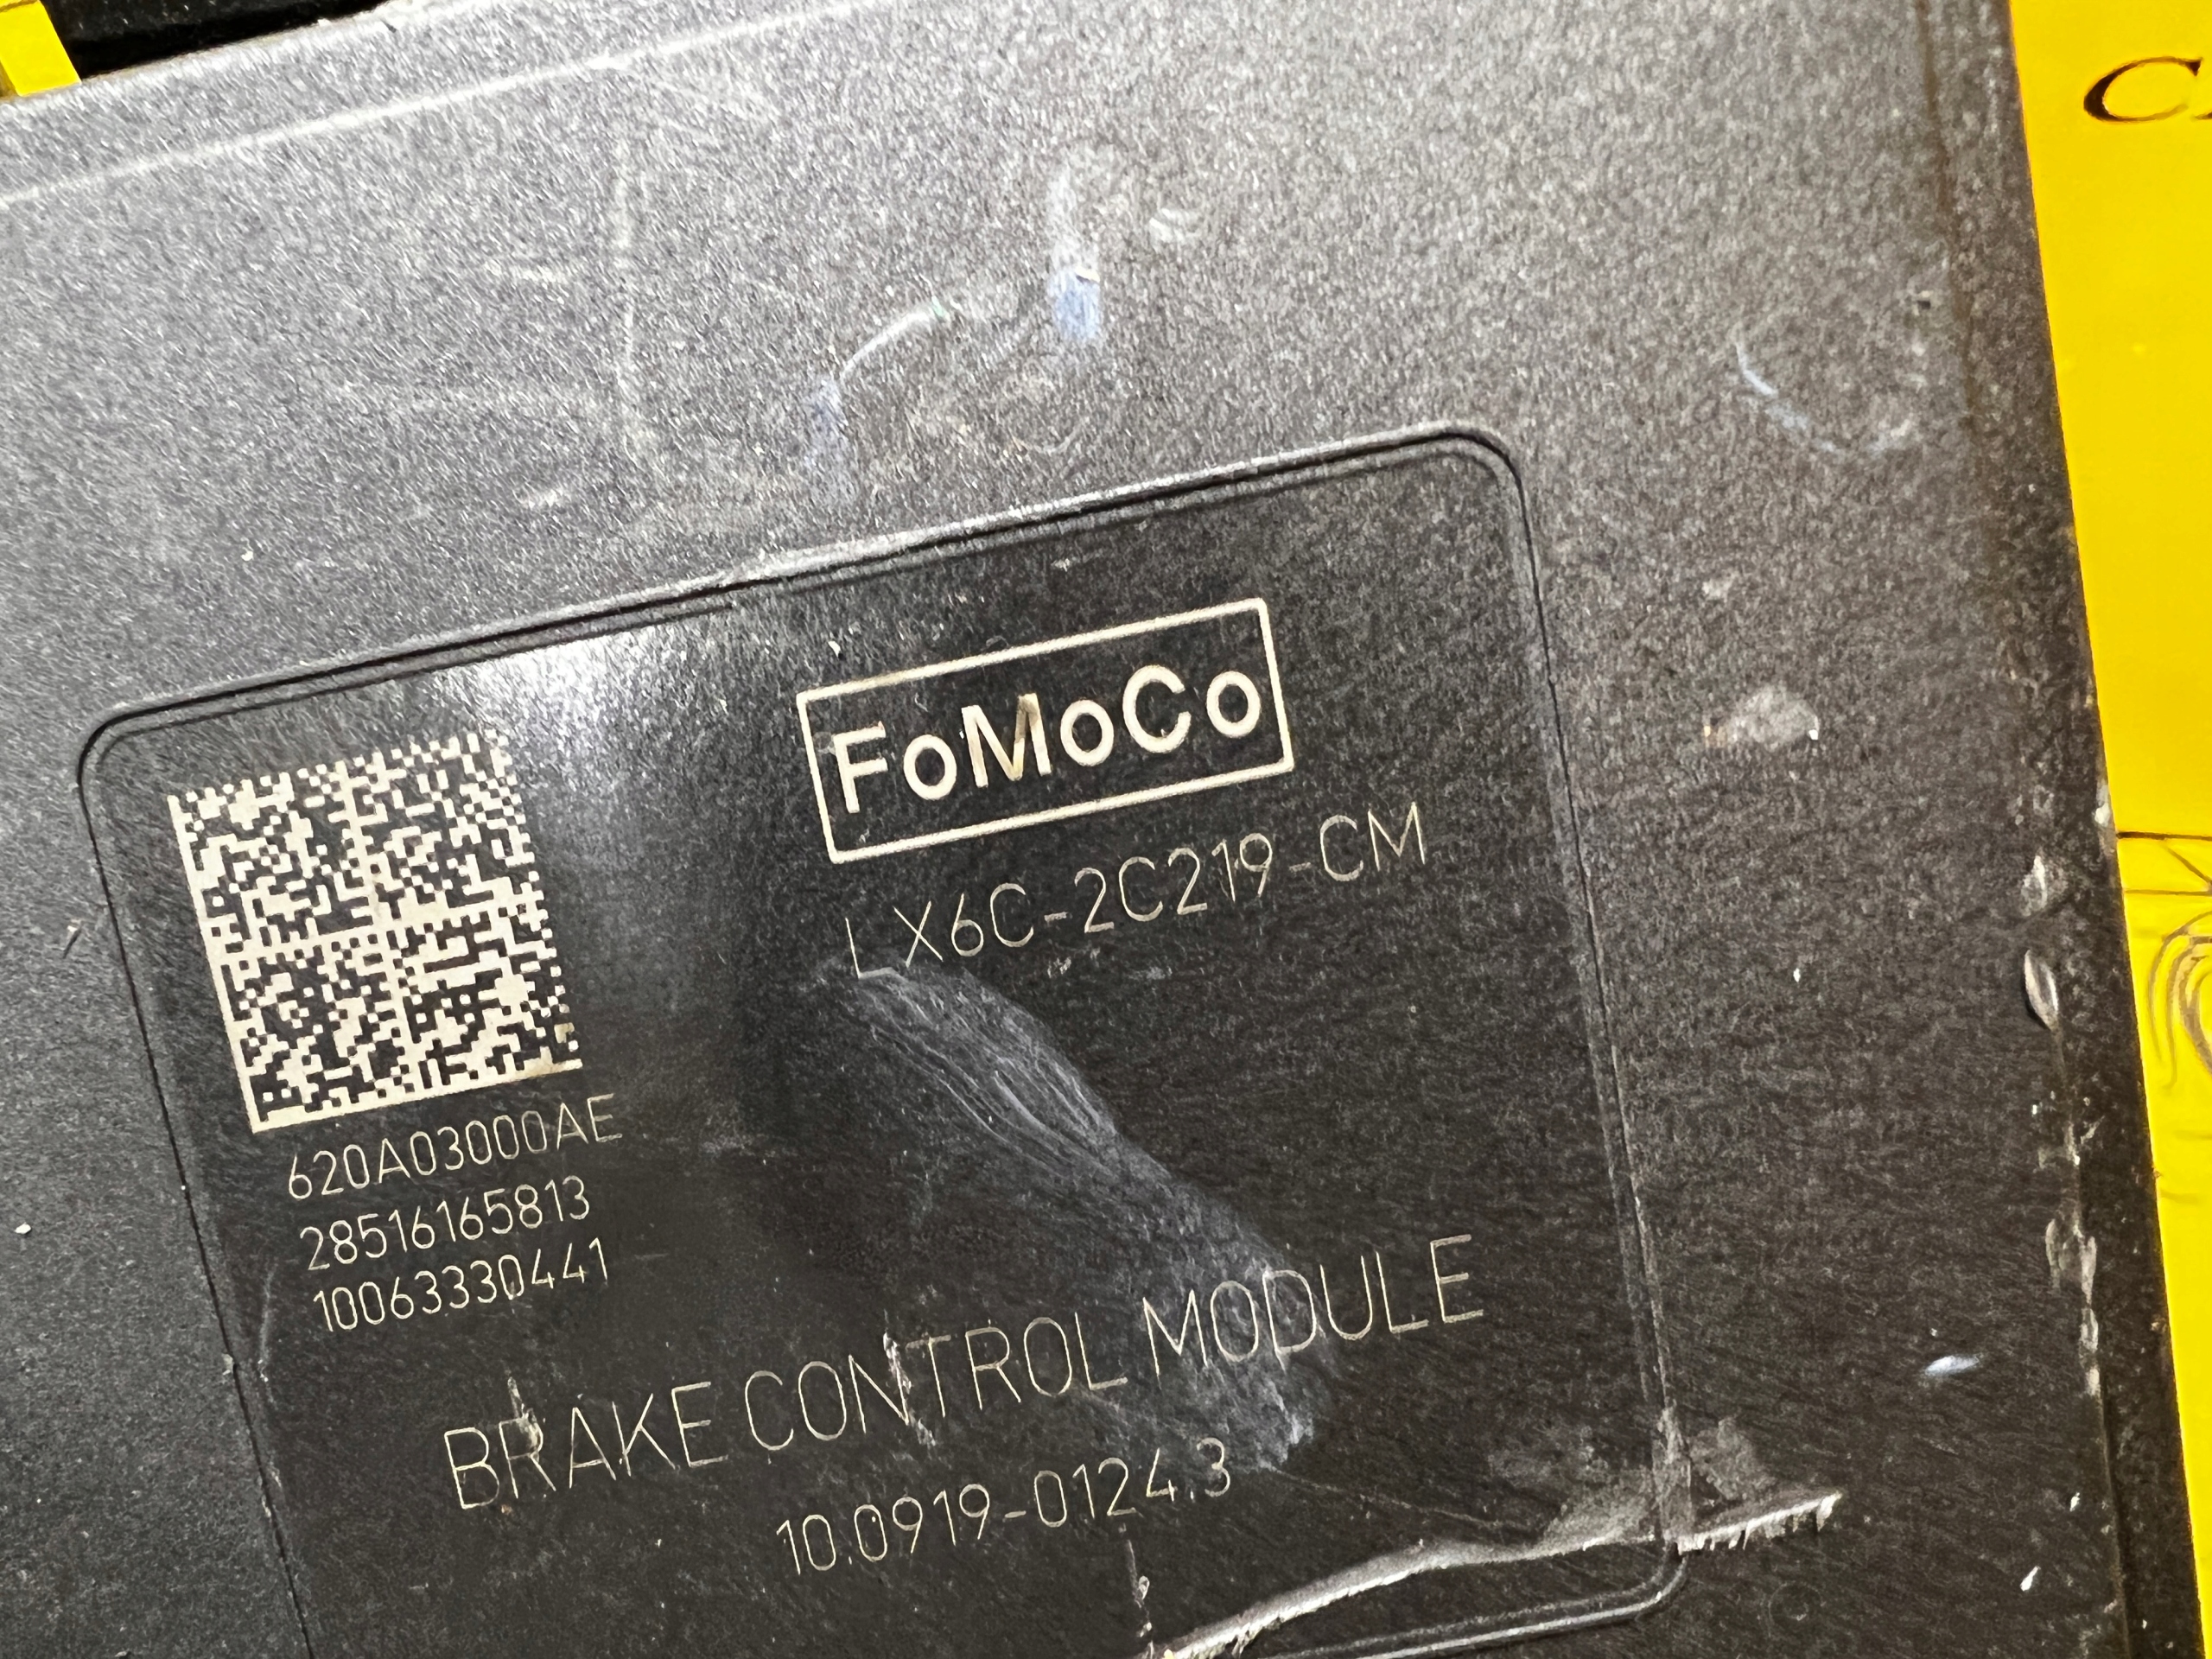 FoMoCo
LX6C-2C219-CM
620A03000AE
28516165813
10063330441
BRAKE CONTROL MODULE
10.0919-0124.3